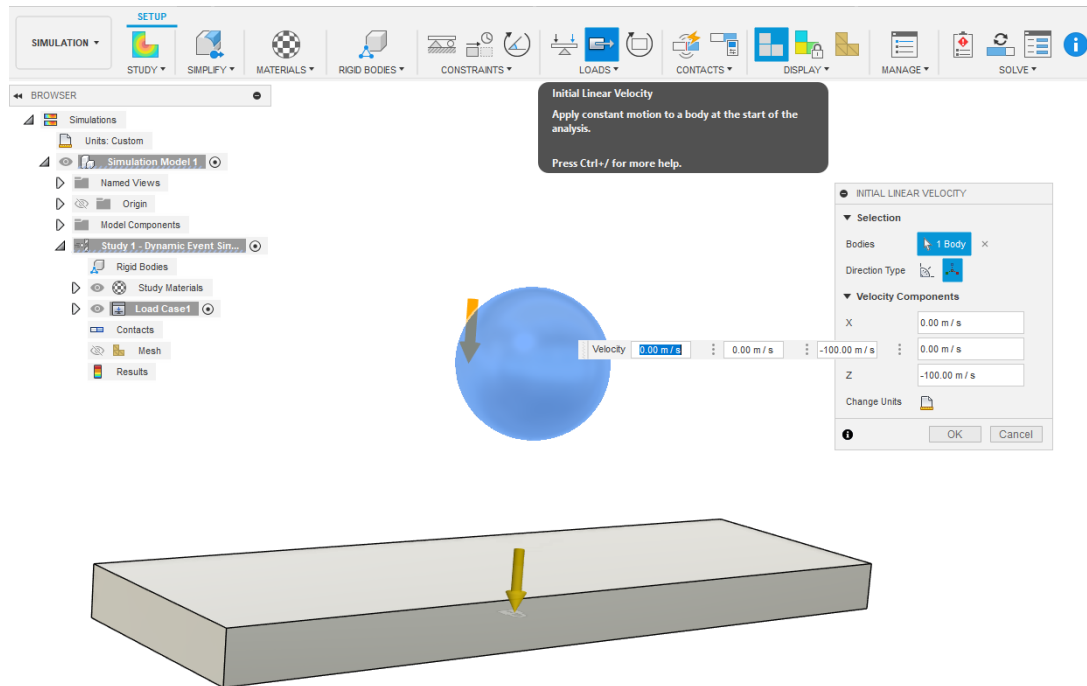 SETUP
SIMULATION ▾
STUDY ▾
SIMPLIFY ▾
MATERIALS ▾
RIGID BODIES ▾
CONSTRAINTS ▾
LOADS ▾
CONTACTS ▾
DISPLAY ▾
MANAGE ▾
SOLVE ▾
BROWSER
Initial Linear Velocity
Apply constant motion to a body at the start of the
analysis.
Press Ctrl+/ for more help.
Simulations
Units: Custom
Simulation Model 1
Named Views
Origin
Model Components
Study 1 - Dynamic Event Sin...
Rigid Bodies
Study Materials
Load Case1
Contacts
Mesh
Results
INITIAL LINEAR VELOCITY
▼ Selection
Bodies 1 Body ×
Direction Type
▼ Velocity Components
X 0.00 m / s
Velocity 0.00 m / s 0.00 m / s -100.00 m / s 0.00 m / s
Z -100.00 m / s
Change Units
OK Cancel